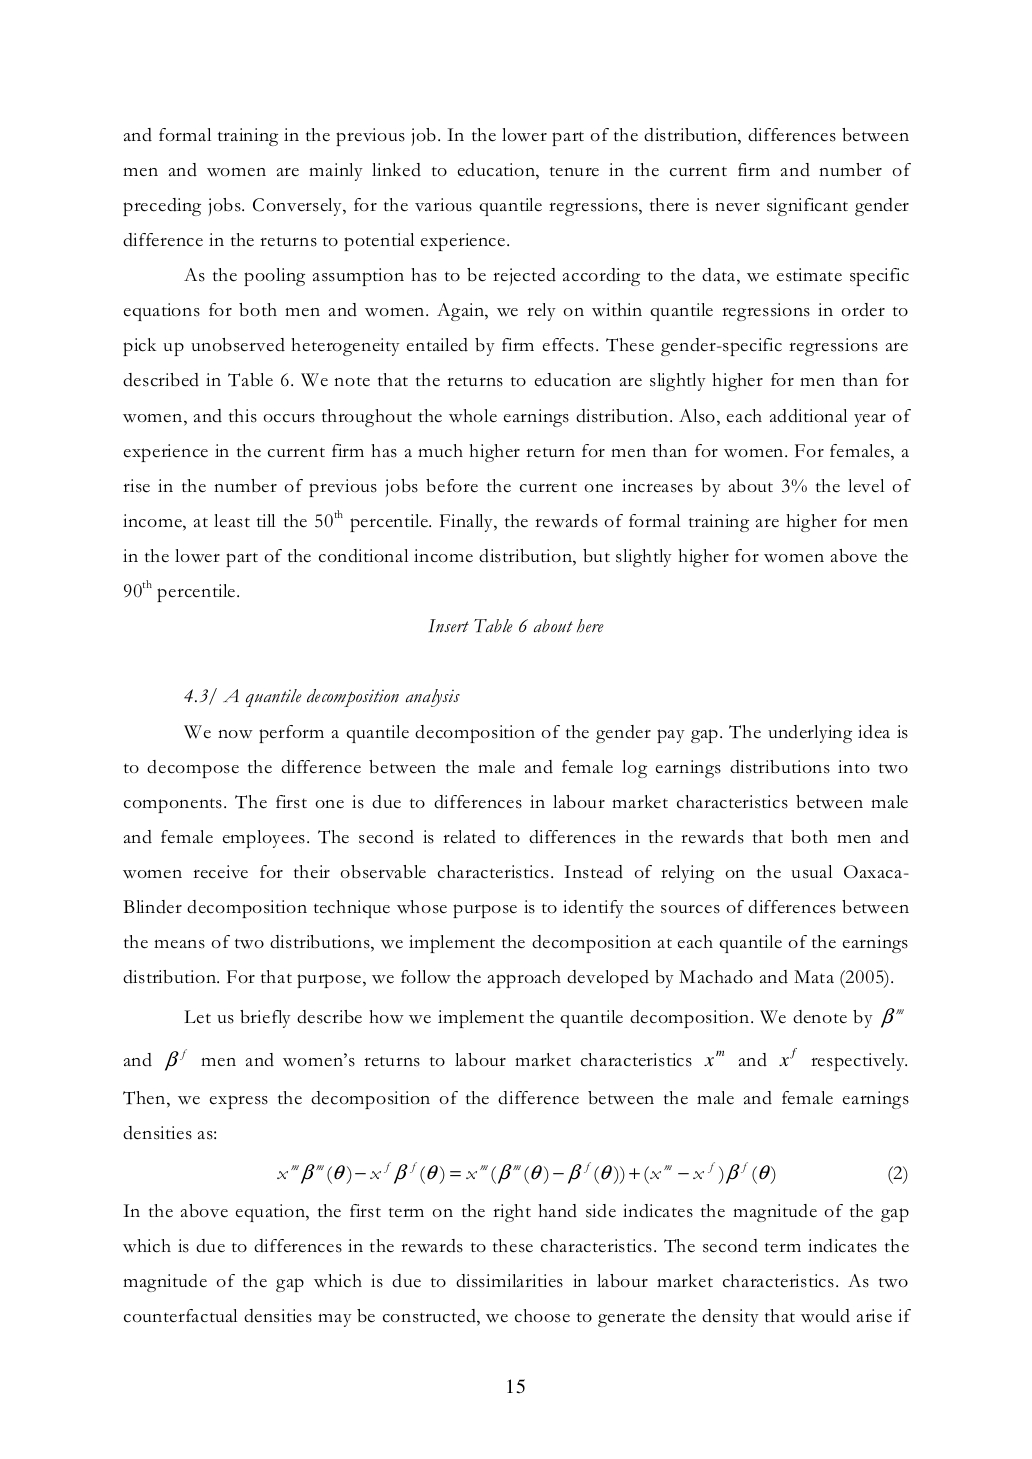 and formal training in the previous job. In the lower part of the distribution, differences between
men and women are mainly linked to education, tenure in the current firm and number of
preceding jobs. Conversely, for the various quantile regressions, there is never significant gender
difference in the returns to potential experience.
As the pooling assumption has to be rejected according to the data, we estimate specific
equations for both men and women. Again, we rely on within quantile regressions in order to
pick up unobserved heterogeneity entailed by firm effects. These gender-specific regressions are
described in Table 6. We note that the returns to education are slightly higher for men than for
women, and this occurs throughout the whole earnings distribution. Also, each additional year of
experience in the current firm has a much higher return for men than for women. For females, a
rise in the number of previous jobs before the current one increases by about 3% the level of
income, at least till the 50th percentile. Finally, the rewards of formal training are higher for men
in the lower part of the conditional income distribution, but slightly higher for women above the
90th percentile.
Insert Table 6 about here
4.3/ A quantile decomposition analysis
We now perform a quantile decomposition of the gender pay gap. The underlying idea is
to decompose the difference between the male and female log earnings distributions into two
components. The first one is due to differences in labour market characteristics between male
and female employees. The second is related to differences in the rewards that both men and
women receive for their observable characteristics. Instead of relying on the usual Oaxaca-
Blinder decomposition technique whose purpose is to identify the sources of differences between
the means of two distributions, we implement the decomposition at each quantile of the earnings
distribution. For that purpose, we follow the approach developed by Machado and Mata (2005).
Let us briefly describe how we implement the quantile decomposition. We denote by β^m
and β^f men and women's returns to labour market characteristics x^m and x^f respectively.
Then, we express the decomposition of the difference between the male and female earnings
densities as:
x^m β^m(θ) − x^f β^f(θ) = x^m(β^m(θ) − β^f(θ)) + (x^m − x^f)β^f(θ) (2)
In the above equation, the first term on the right hand side indicates the magnitude of the gap
which is due to differences in the rewards to these characteristics. The second term indicates the
magnitude of the gap which is due to dissimilarities in labour market characteristics. As two
counterfactual densities may be constructed, we choose to generate the density that would arise if
15